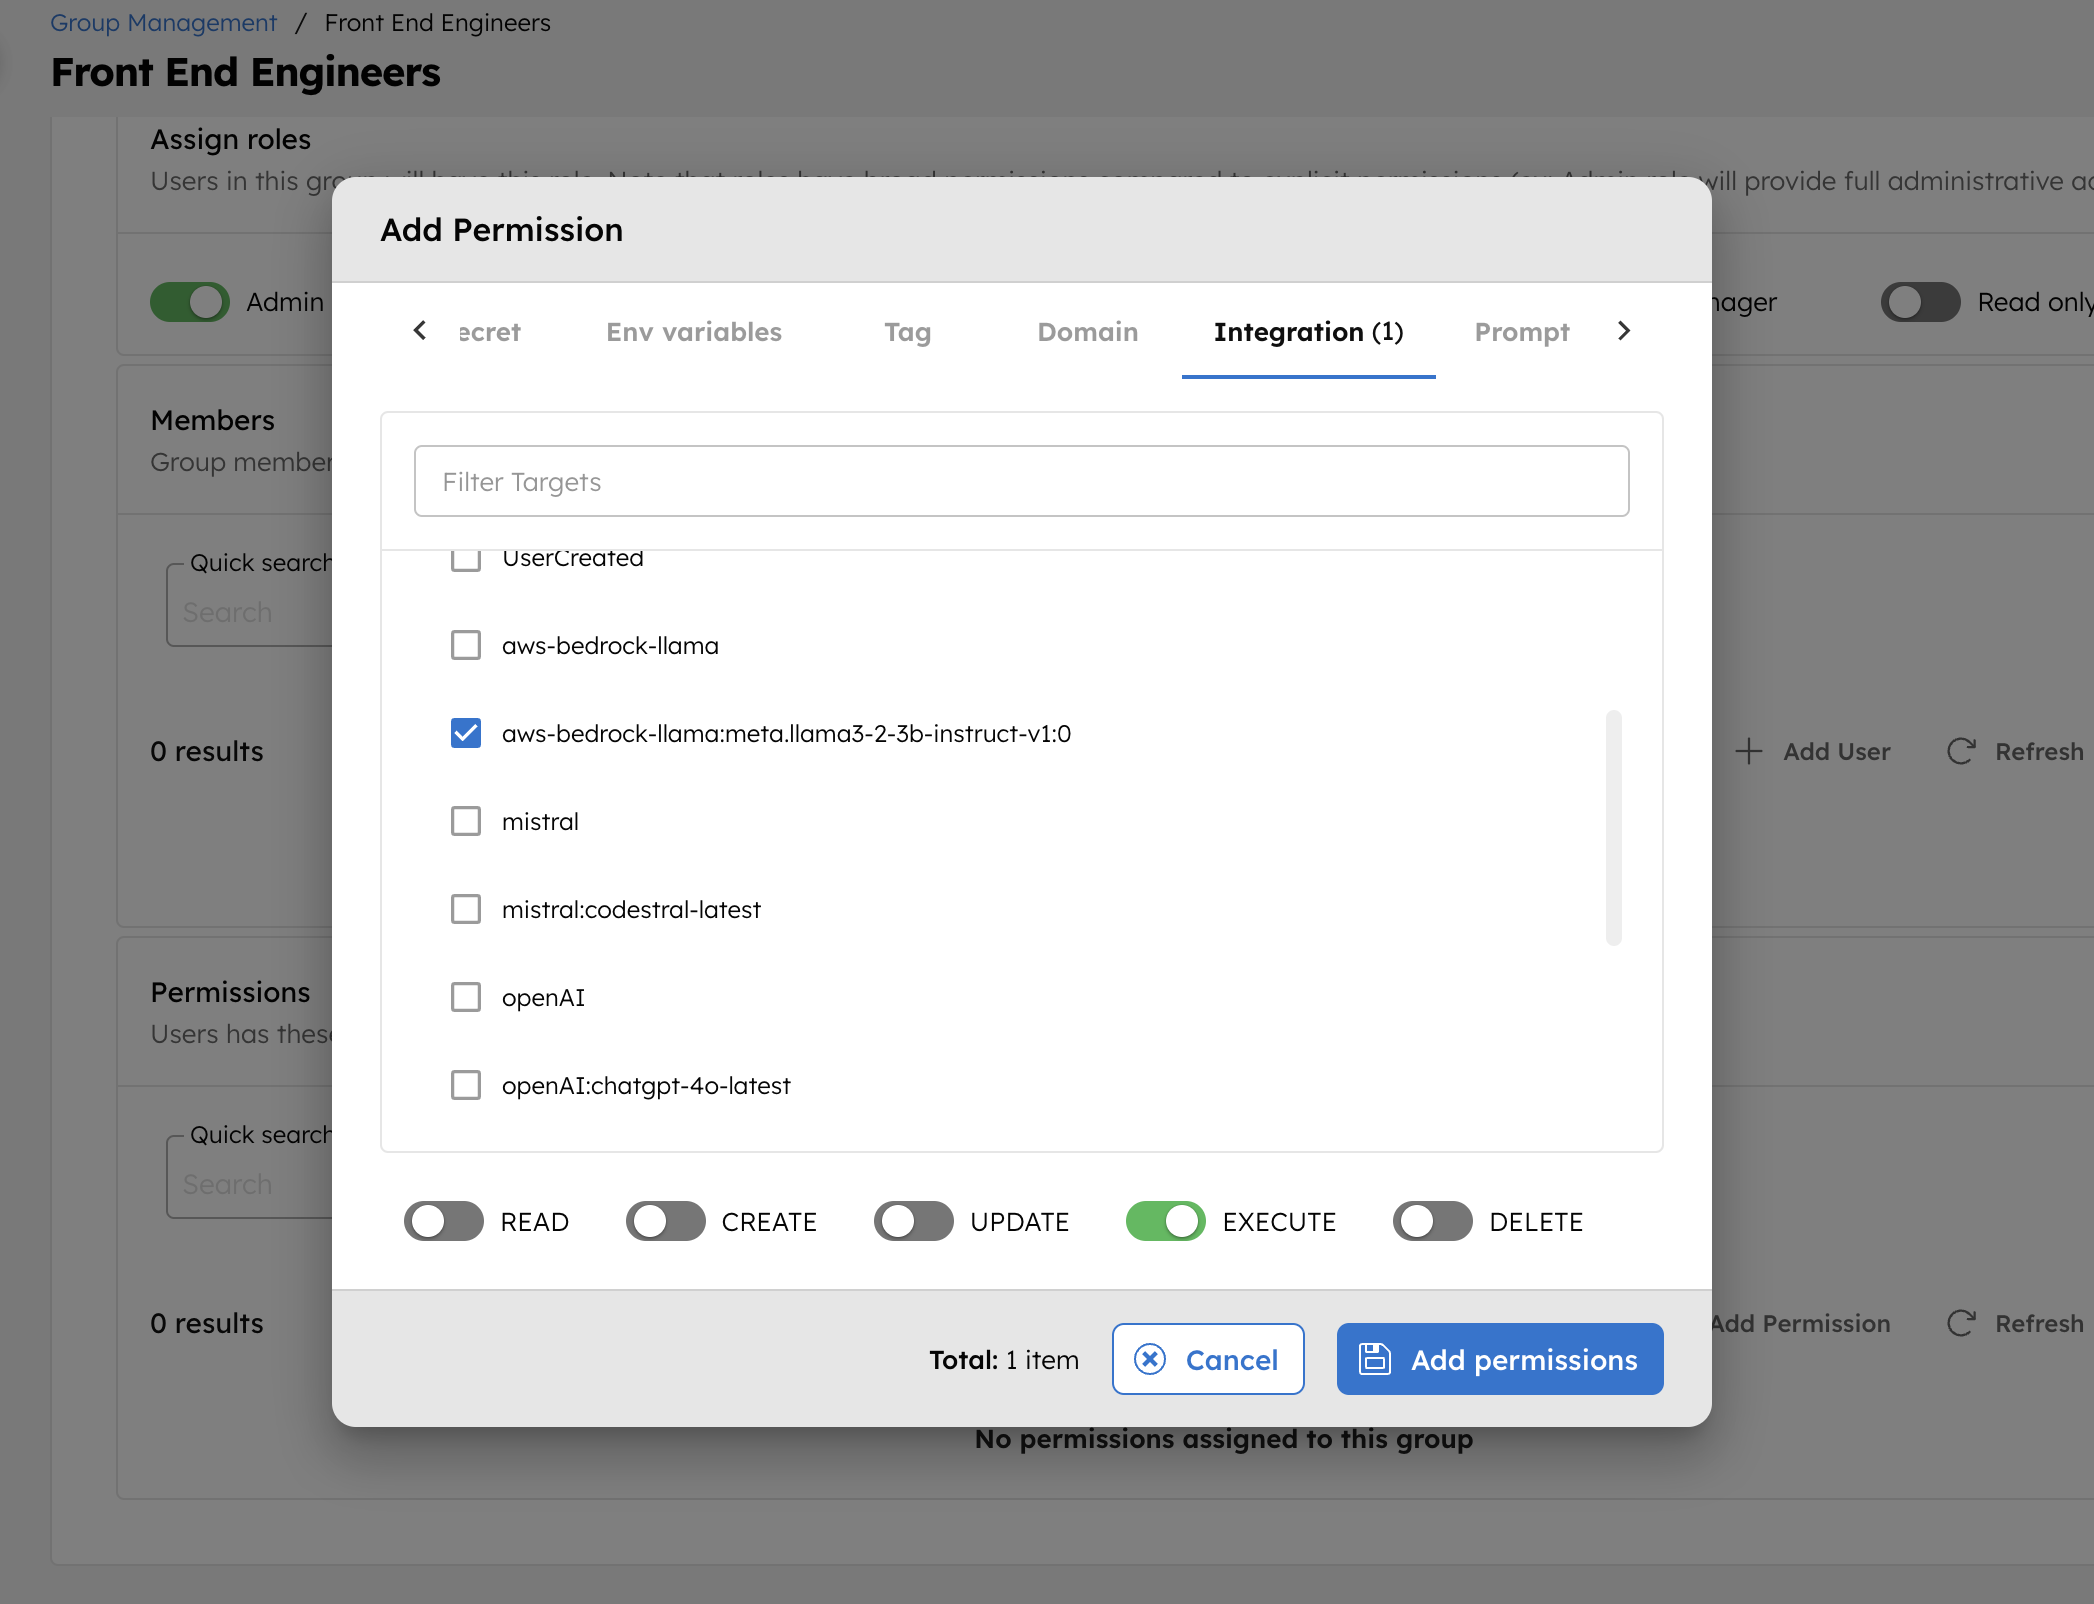 Group Management / Front End Engineers
Front End Engineers
Assign roles
Users in this gr
will provide full administrative
Admin
Read only
Members
Group member
Quick search
Search
0 results
Add User
Refresh
Permissions
Users has these
Quick search
Search
0 results
Add Permission
Refresh
No permissions assigned to this group
Add Permission
ecret
Env variables
Tag
Domain
Integration (1)
Prompt
Filter Targets
UserCreated
aws-bedrock-llama
aws-bedrock-llama:meta.llama3-2-3b-instruct-v1:0
mistral
mistral:codestral-latest
openAI
openAI:chatgpt-4o-latest
READ
CREATE
UPDATE
EXECUTE
DELETE
Total: 1 item
Cancel
Add permissions